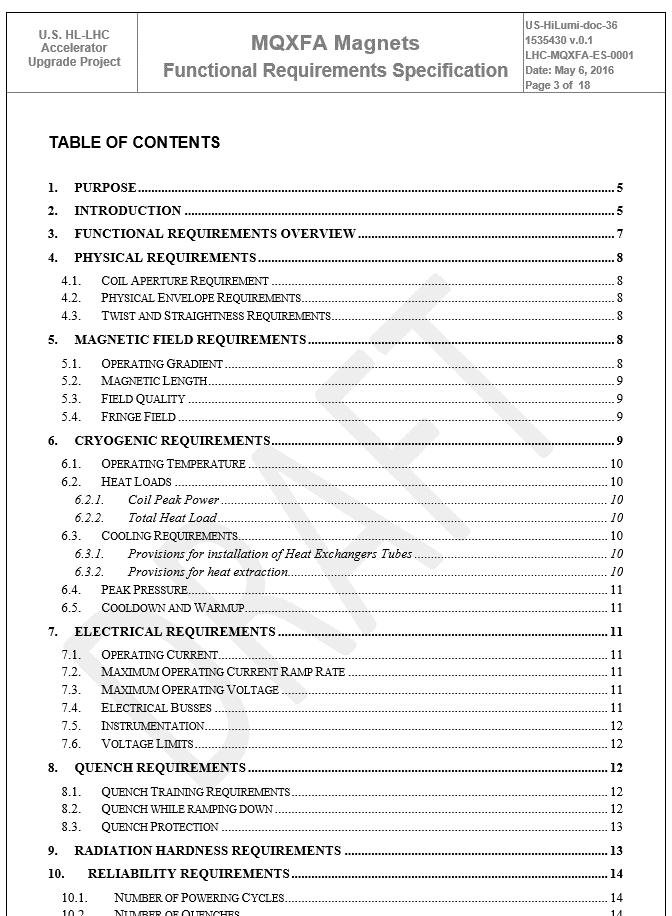 U.S. HL-LHC
Accelerator
Upgrade Project
MQXFA Magnets
Functional Requirements Specification
US-HiLumi-doc-36
1535430 v.0.1
LHC-MQXFA-ES-0001
Date: May 6, 2016
Page 3 of 18
TABLE OF CONTENTS
1. PURPOSE 5
2. INTRODUCTION 5
3. FUNCTIONAL REQUIREMENTS OVERVIEW 7
4. PHYSICAL REQUIREMENTS 8
4.1. COIL APERTURE REQUIREMENT 8
4.2. PHYSICAL ENVELOPE REQUIREMENTS 8
4.3. TWIST AND STRAIGHTNESS REQUIREMENTS 8
5. MAGNETIC FIELD REQUIREMENTS 8
5.1. OPERATING GRADIENT 8
5.2. MAGNETIC LENGTH 9
5.3. FIELD QUALITY 9
5.4. FRINGE FIELD 9
6. CRYOGENIC REQUIREMENTS 9
6.1. OPERATING TEMPERATURE 10
6.2. HEAT LOADS 10
6.2.1. Coil Peak Power 10
6.2.2. Total Heat Load 10
6.3. COOLING REQUIREMENTS 10
6.3.1. Provisions for installation of Heat Exchangers Tubes 10
6.3.2. Provisions for heat extraction 10
6.4. PEAK PRESSURE 11
6.5. COOLDOWN AND WARMUP 11
7. ELECTRICAL REQUIREMENTS 11
7.1. OPERATING CURRENT 11
7.2. MAXIMUM OPERATING CURRENT RAMP RATE 11
7.3. MAXIMUM OPERATING VOLTAGE 11
7.4. ELECTRICAL BUSSES 11
7.5. INSTRUMENTATION 12
7.6. VOLTAGE LIMITS 12
8. QUENCH REQUIREMENTS 12
8.1. QUENCH TRAINING REQUIREMENTS 12
8.2. QUENCH WHILE RAMPING DOWN 12
8.3. QUENCH PROTECTION 13
9. RADIATION HARDNESS REQUIREMENTS 13
10. RELIABILITY REQUIREMENTS 14
10.1. NUMBER OF POWERING CYCLES 14
10.2. NUMBER OF QUENCHES 14
DRAFT